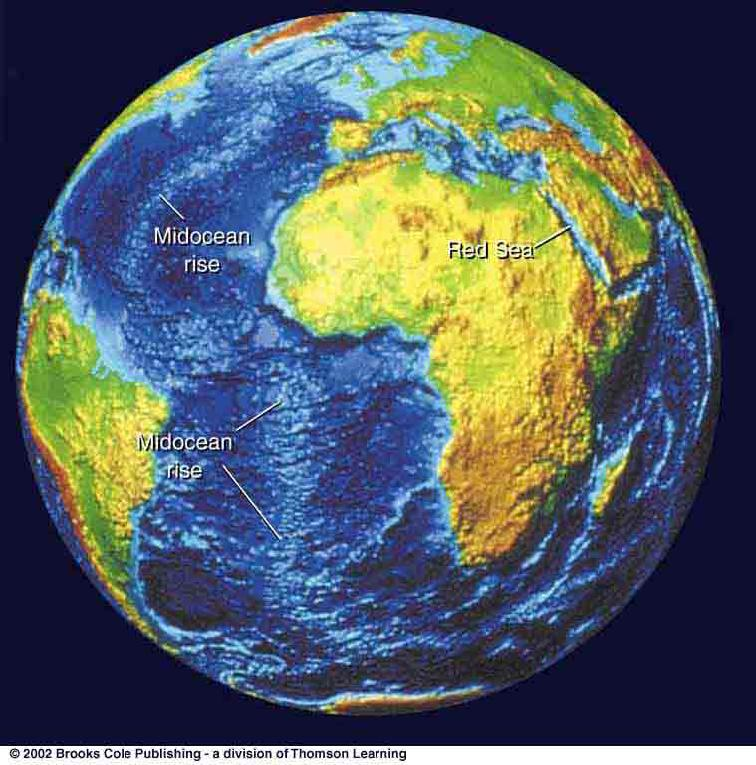 Midocean
rise
Red Sea
Midocean
rise
© 2002 Brooks Cole Publishing - a division of Thomson Learning